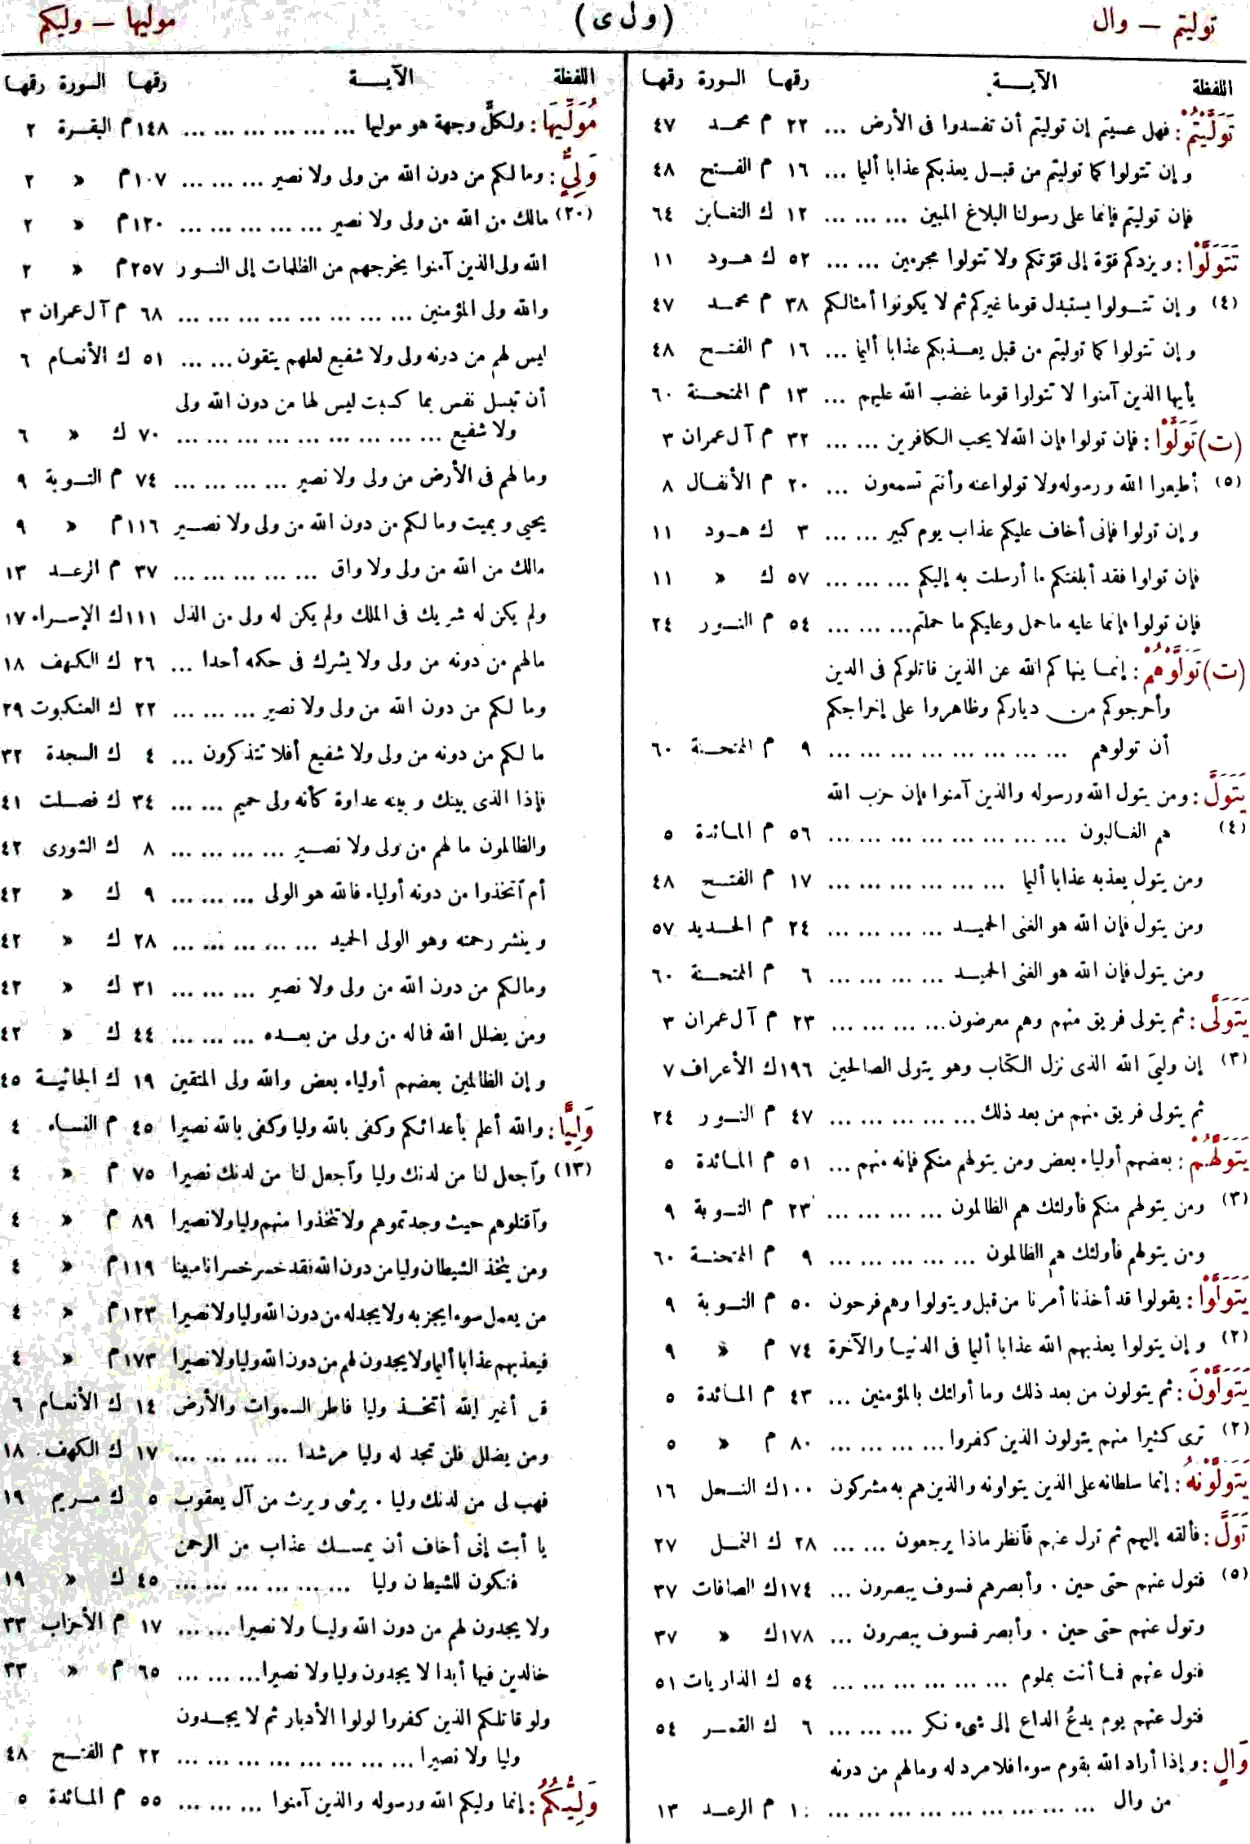 توليتم — وال
(و ل ى)
موليها — وليكم
اللفظة الآيــة رقمها السورة رقمها
تَوَلَّيْتُمْ : فهل عسيتم إن توليتم أن تفسدوا فى الأرض ... ٢٢ م محمد ٤٧
و إن تتولوا كما توليتم من قبل يعذبكم عذابا أليما ... ١٦ م الفتح ٤٨
فإن توليتم فإنما على رسولنا البلاغ المبين ... ... ... ١٢ ك التغابن ٦٤
تَتَوَلَّوْا : و يزدكم قوّة إلى قوّتكم ولا تتولوا مجرمين ... ... ٥٢ ك هود ١١
(٤) و إن تتولوا يستبدل قوما غيركم ثم لا يكونوا أمثالكم ٣٨ م محمد ٤٧
و إن تتولوا كما توليتم من قبل يعذبكم عذابا أليما ... ١٦ م الفتح ٤٨
يأيها الذين آمنوا لا تتولوا قوما غضب الله عليهم ... ١٣ م الممتحنة ٦٠
(ت) تَوَلَّوْا : فإن تولوا فإن الله لا يحب الكافرين ... ... ٣٢ م آل عمران ٣
(٥) أطيعوا الله و رسوله ولا تولوا عنه وأنتم تسمعون ... ٢٠ م الأنفال ٨
و إن تولوا فإنى أخاف عليكم عذاب يوم كبير ... ... ٣ ك هود ١١
فإن تولوا فقد أبلغتكم ما أرسلت به إليكم ... ... ... ٥٧ ك » ١١
فإن تولوا فإنما عليه ما حمل وعليكم ما حملتم ... ... ... ٥٤ م النور ٢٤
(ت) تَوَلَّوْهُمْ : إنما ينهاكم الله عن الذين قاتلوكم فى الدين
وأخرجوكم من دياركم وظاهروا على إخراجكم
أن تولوهم ... ... ... ... ... ... ... ... ... ٩ م الممتحنة ٦٠
يَتَوَلَّ : ومن يتول الله ورسوله والذين آمنوا فإن حزب الله
(٤) هم الغالبون ... ... ... ... ... ... ... ... ... ٥٦ م المائدة ٥
ومن يتول يعذبه عذابا أليما ... ... ... ... ... ... ١٧ م الفتح ٤٨
ومن يتول فإن الله هو الغنى الحميد ... ... ... ... ٢٤ م الحديد ٥٧
ومن يتول فإن الله هو الغنى الحميد ... ... ... ... ٦ م الممتحنة ٦٠
يَتَوَلَّى : ثم يتولى فريق منهم وهم معرضون ... ... ... ... ٢٣ م آل عمران ٣
(٣) إن ولىّ الله الذى نزل الكتاب وهو يتولى الصالحين ١٩٦ ك الأعراف ٧
ثم يتولى فريق منهم من بعد ذلك ... ... ... ... ... ٤٧ م النور ٢٤
يَتَوَلَّهُمْ : بعضهم أولياء بعض ومن يتولهم منكم فإنه منهم ... ٥١ م المائدة ٥
(٣) ومن يتولهم منكم فأولئك هم الظالمون ... ... ... ... ٢٣ م التوبة ٩
ومن يتولهم فأولئك هم الظالمون ... ... ... ... ... ٩ م الممتحنة ٦٠
يَتَوَلَّوْا : يقولوا قد أخذنا أمرنا من قبل و يتولوا وهم فرحون ٥٠ م التوبة ٩
(٢) و إن يتولوا يعذبهم الله عذابا أليما فى الدنيا والآخرة ٧٤ م » ٩
يَتَوَلَّوْنَ : ثم يتولون من بعد ذلك وما أولئك بالمؤمنين ... ٤٣ م المائدة ٥
(٢) ترى كثيرا منهم يتولون الذين كفروا ... ... ... ... ٨٠ م » ٥
يَتَوَلَّوْنَهُ : إنما سلطانه على الذين يتولونه والذين هم به مشركون ١٠٠ ك النحل ١٦
تَوَلَّ : فألقه إليهم ثم تول عنهم فآنظر ماذا يرجعون ... ... ٢٨ ك النمل ٢٧
(٥) فتول عنهم حتى حين . وأبصرهم فسوف يبصرون ... ١٧٤ ك الصافات ٣٧
وتول عنهم حتى حين . وأبصر فسوف يبصرون ... ١٧٨ ك » ٣٧
فتول عنهم فما أنت بملوم ... ... ... ... ... ... ٥٤ ك الذاريات ٥١
فتول عنهم يوم يدعُ الداع إلى شىء نكر ... ... ... ٦ ك القمر ٥٤
وَالٍ : و إذا أراد الله بقوم سوءا فلا مرد له ومالهم من دونه
من وال ... ... ... ... ... ... ... ... ... ... ١٠ م الرعد ١٣
اللفظة الآيــة رقمها السورة رقمها
مُوَلِّيهَا : ولكلٍّ وجهة هو موليها ... ... ... ... ... ... ... ١٤٨ م البقرة ٢
وَلِيٍّ : وما لكم من دون الله من ولى ولا نصير ... ... ... ١٠٧ م » ٢
(٢٠) مالك من الله من ولى ولا نصير ... ... ... ... ... ... ١٢٠ م » ٢
الله ولى الذين آمنوا يخرجهم من الظلمات إلى النور ٢٥٧ م » ٢
والله ولى المؤمنين ... ... ... ... ... ... ... ... ... ٦٨ م آل عمران ٣
ليس لهم من دونه ولى ولا شفيع لعلهم يتقون ... ... ٥١ ك الأنعام ٦
أن تبسل نفس بما كسبت ليس لها من دون الله ولى
ولا شفيع ... ... ... ... ... ... ... ... ... ... ٧٠ ك » ٦
وما لهم فى الأرض من ولى ولا نصير ... ... ... ... ٧٤ م التوبة ٩
يحيى و يميت وما لكم من دون الله من ولى ولا نصير ١١٦ م » ٩
مالك من الله من ولى ولا واق ... ... ... ... ... ... ٣٧ م الرعد ١٣
ولم يكن له شريك فى الملك ولم يكن له ولى من الذل ١١١ ك الإسراء ١٧
مالهم من دونه من ولى ولا يشرك فى حكمه أحدا ... ٢٦ ك الكهف ١٨
وما لكم من دون الله من ولى ولا نصير ... ... ... ... ٢٢ ك العنكبوت ٢٩
ما لكم من دونه من ولى ولا شفيع أفلا تتذكرون ... ٤ ك السجدة ٣٢
فإذا الذى بينك و بينه عداوة كأنه ولى حميم ... ... ٣٤ ك فصلت ٤١
والظالمون ما لهم من ولى ولا نصير ... ... ... ... ٨ ك الشورى ٤٢
أم آتخذوا من دونه أولياء فالله هو الولى ... ... ... ٩ ك » ٤٢
و ينشر رحمته وهو الولى الحميد ... ... ... ... ... ... ٢٨ ك » ٤٢
ومالكم من دون الله من ولى ولا نصير ... ... ... ٣١ ك » ٤٢
ومن يضلل الله فما له من ولى من بعده ... ... ... ٤٤ ك » ٤٢
و إن الظالمين بعضهم أولياء بعض والله ولى المتقين ١٩ ك الجاثية ٤٥
وَلِيًّا : والله أعلم بأعدائكم وكفى بالله وليا وكفى بالله نصيرا ٤٥ م النساء ٤
(١٣) وآجعل لنا من لدنك وليا وآجعل لنا من لدنك نصيرا ٧٥ م » ٤
وآقتلوهم حيث وجدتموهم ولا تتخذوا منهم وليا ولا نصيرا ٨٩ م » ٤
ومن يتخذ الشيطان وليا من دون الله فقد خسر خسرانا مبينا ١١٩ م » ٤
من يعمل سوءا يجز به ولا يجد له من دون الله وليا ولا نصيرا ١٢٣ م » ٤
فيعذبهم عذابا أليما ولا يجدون لهم من دون الله وليا ولا نصيرا ١٧٣ م » ٤
قل أغير الله أتخذ وليا فاطر السموات والأرض ١٤ ك الأنعام ٦
ومن يضلل فلن تجد له وليا مرشدا ... ... ... ... ١٧ ك الكهف ١٨
فهب لى من لدنك وليا . يرثنى و يرث من آل يعقوب ٥ ك مريم ١٩
يا أبت إنى أخاف أن يمسك عذاب من الرحمن
فتكون للشيطان وليا ... ... ... ... ... ... ... ٤٥ ك » ١٩
ولا يجدون لهم من دون الله وليا ولا نصيرا ... ... ... ١٧ م الأحزاب ٣٣
خالدين فيها أبدا لا يجدون وليا ولا نصيرا ... ... ... ٦٥ م » ٣٣
ولو قاتلكم الذين كفروا لولوا الأدبار ثم لا يجدون
وليا ولا نصيرا ... ... ... ... ... ... ... ... ... ٢٢ م الفتح ٤٨
وَلِيُّكُمُ : إنما وليكم الله ورسوله والذين آمنوا ... ... ... ٥٥ م المائدة ٥